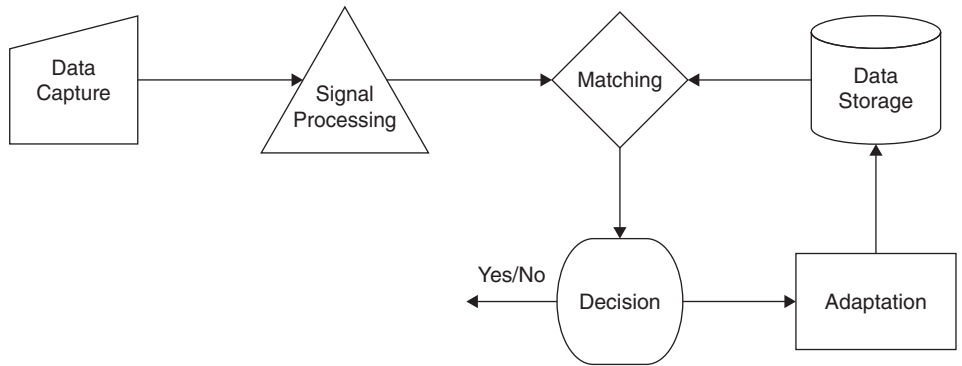 Data
Capture
Signal
Processing
Matching
Data
Storage
Yes/No
Decision
Adaptation